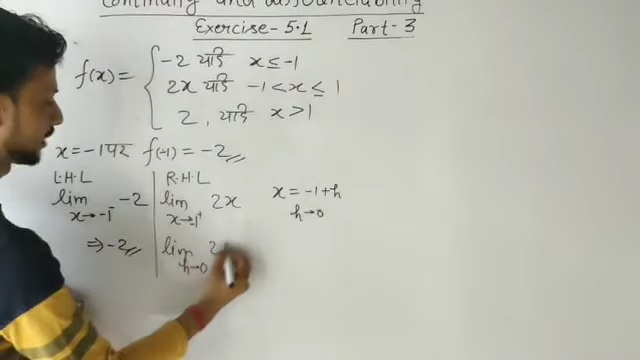 Continuity and differentiability
Exercise-5.1 Part-3
f(x) = { -2 यदि x ≤ -1
2x यदि -1 < x ≤ 1
2, यदि x > 1
x = -1 पर f(-1) = -2
L.H.L
lim -2
x→-1⁻
⇒ -2
R.H.L
lim 2x
x→-1⁺
lim 2
h→0
x = -1+h
h→0